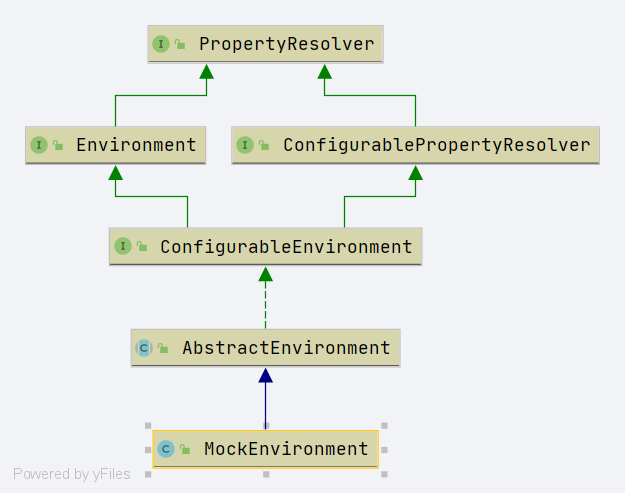 PropertyResolver
Environment
ConfigurablePropertyResolver
ConfigurableEnvironment
AbstractEnvironment
MockEnvironment
Powered by yFiles